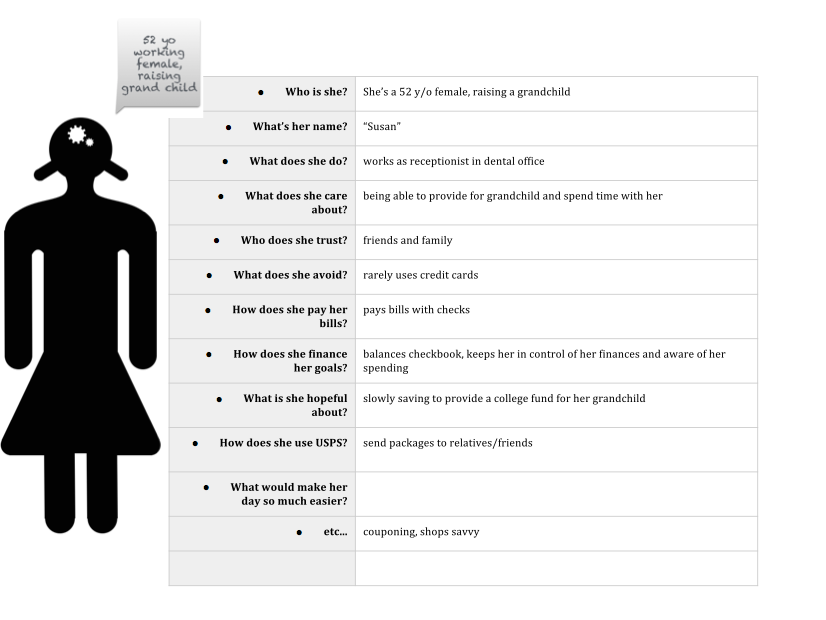 52 yo
working
female,
raising
grand child
• Who is she? She's a 52 y/o female, raising a grandchild
• What's her name? “Susan”
• What does she do? works as receptionist in dental office
• What does she care being able to provide for grandchild and spend time with her
about?
• Who does she trust? friends and family
• What does she avoid? rarely uses credit cards
• How does she pay her pays bills with checks
bills?
• How does she finance balances checkbook, keeps her in control of her finances and aware of her
her goals? spending
• What is she hopeful slowly saving to provide a college fund for her grandchild
about?
• How does she use USPS? send packages to relatives/friends
• What would make her
day so much easier?
• etc... couponing, shops savvy